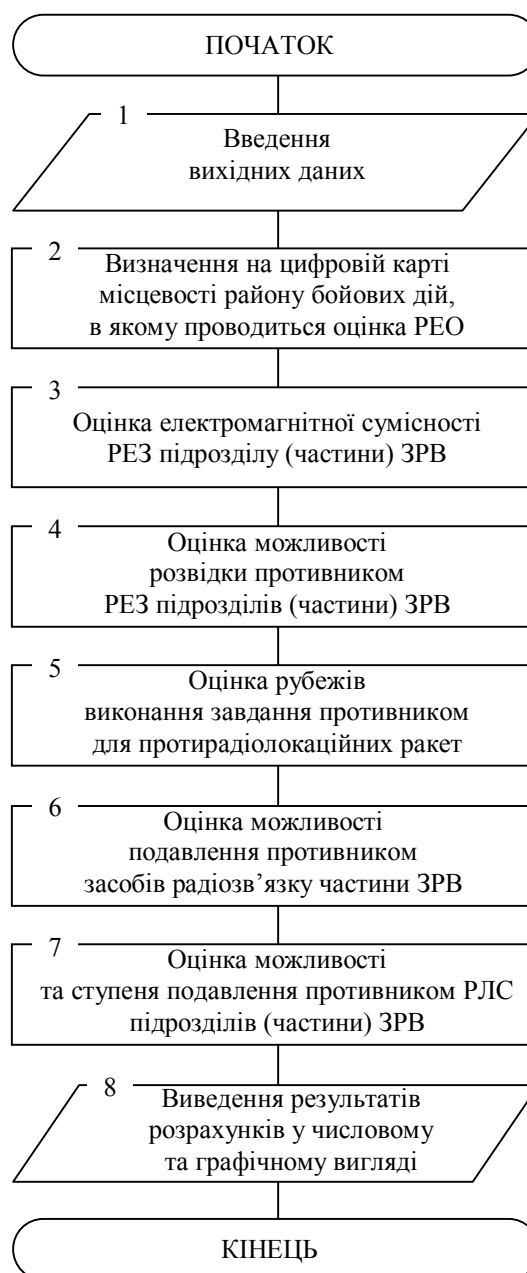 ПОЧАТОК
1
Введення
вихідних даних
2
Визначення на цифровій карті
місцевості району бойових дій,
в якому проводиться оцінка РЕО
3
Оцінка електромагнітної сумісності
РЕЗ підрозділу (частини) ЗРВ
4
Оцінка можливості
розвідки противником
РЕЗ підрозділів (частини) ЗРВ
5
Оцінка рубежів
виконання завдання противником
для протирадіолокаційних ракет
6
Оцінка можливості
подавлення противником
засобів радіозв’язку частини ЗРВ
7
Оцінка можливості
та ступеня подавлення противником РЛС
підрозділів (частини) ЗРВ
8
Виведення результатів
розрахунків у числовому
та графічному вигляді
КІНЕЦЬ